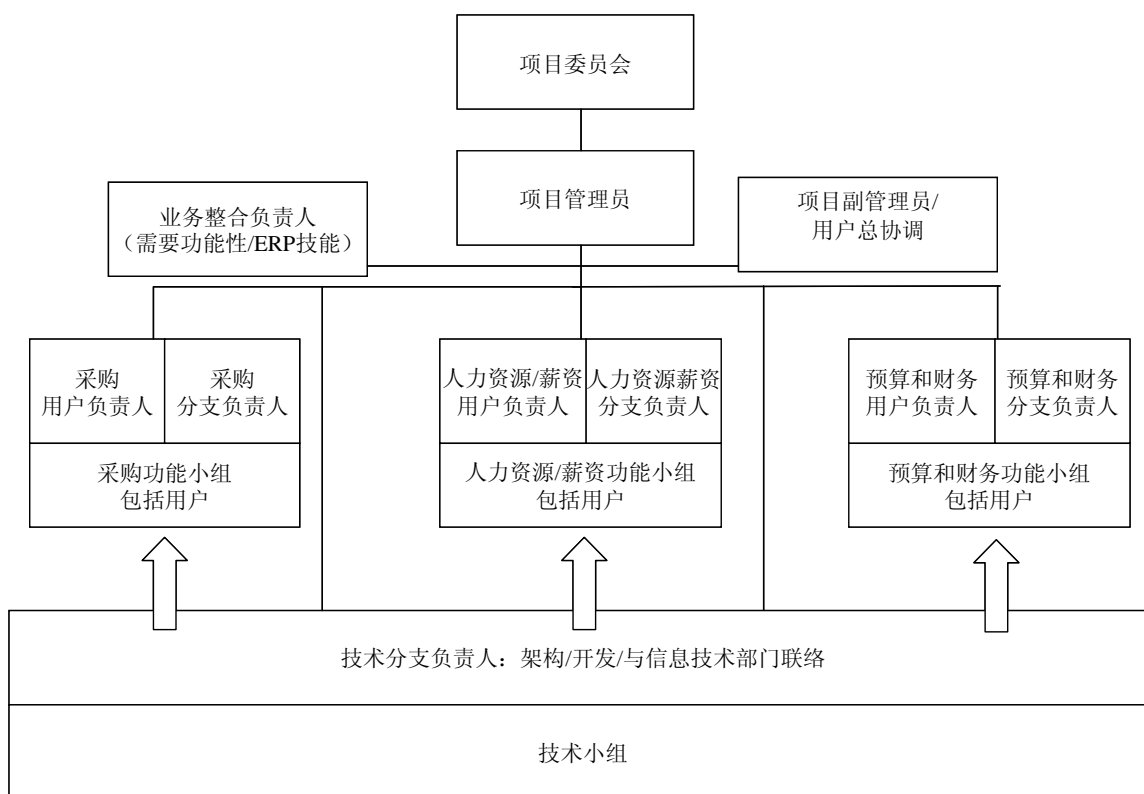 项目委员会
项目管理员
业务整合负责人
（需要功能性/ERP技能）
项目副管理员/
用户总协调
采购
用户负责人
采购
分支负责人
采购功能小组
包括用户
人力资源/薪资
用户负责人
人力资源薪资
分支负责人
人力资源/薪资功能小组
包括用户
预算和财务
用户负责人
预算和财务
分支负责人
预算和财务功能小组
包括用户
技术分支负责人：架构/开发/与信息技术部门联络
技术小组